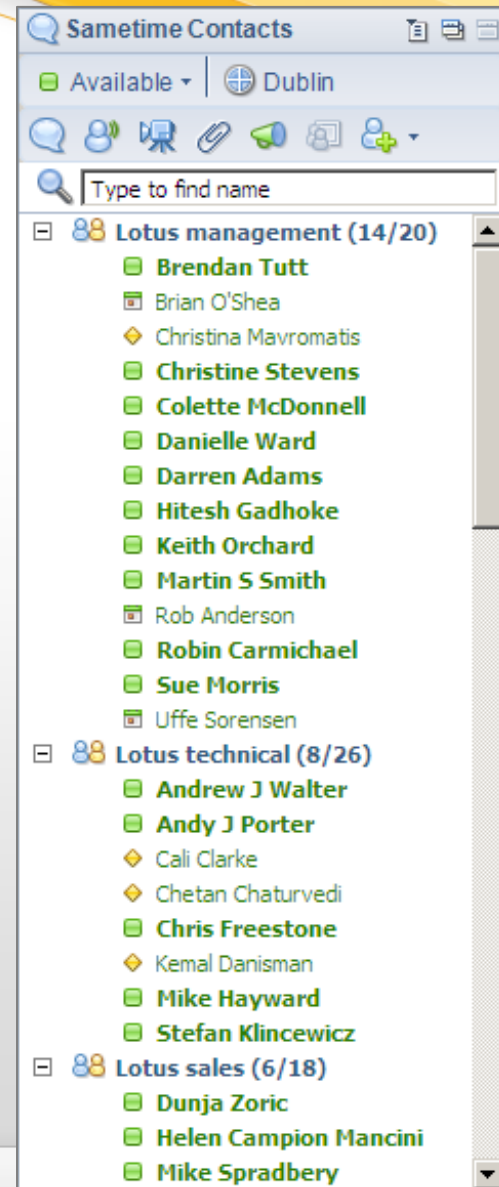 Sametime Contacts
Available
Dublin
Type to find name
Lotus management (14/20)
Brendan Tutt
Brian O'Shea
Christina Mavromatis
Christine Stevens
Colette McDonnell
Danielle Ward
Darren Adams
Hitesh Gadhoke
Keith Orchard
Martin S Smith
Rob Anderson
Robin Carmichael
Sue Morris
Uffe Sorensen
Lotus technical (8/26)
Andrew J Walter
Andy J Porter
Cali Clarke
Chetan Chaturvedi
Chris Freestone
Kemal Danisman
Mike Hayward
Stefan Klincewicz
Lotus sales (6/18)
Dunja Zoric
Helen Campion Mancini
Mike Spradbery